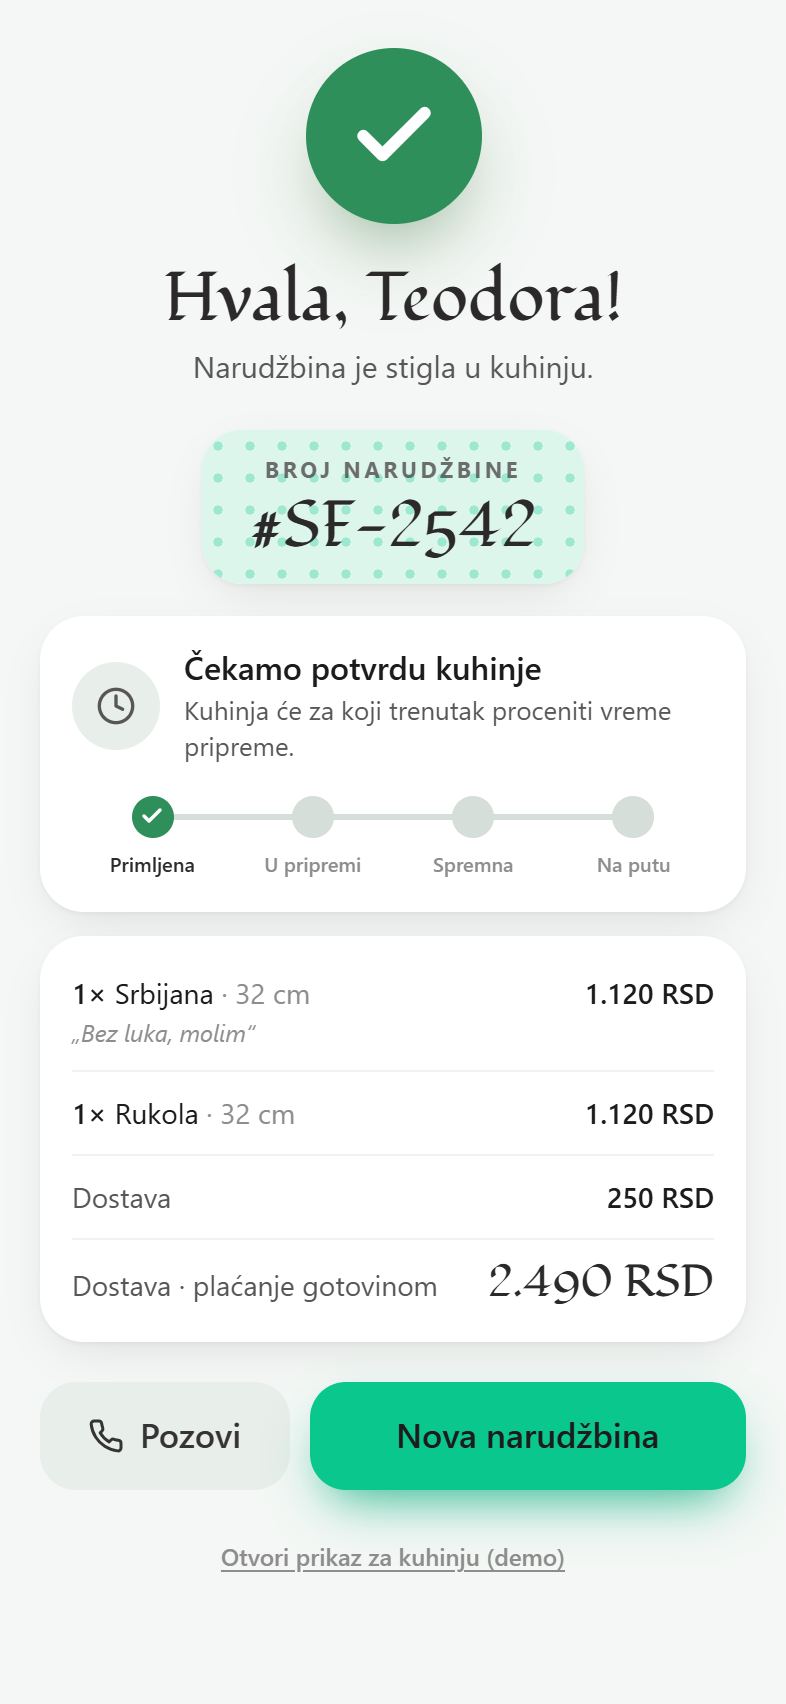 Hvala, Teodora!
Narudžbina je stigla u kuhinju.
BROJ NARUDŽBINE
#SE-2542
Čekamo potvrdu kuhinje
Kuhinja će za koji trenutak proceniti vreme
pripreme.
Primljena U pripremi Spremna Na putu
1× Srbijana · 32 cm 1.120 RSD
„Bez luka, molim“
1× Rukola · 32 cm 1.120 RSD
Dostava 250 RSD
Dostava · plaćanje gotovinom 2.490 RSD
Pozovi Nova narudžbina
Otvori prikaz za kuhinju (demo)